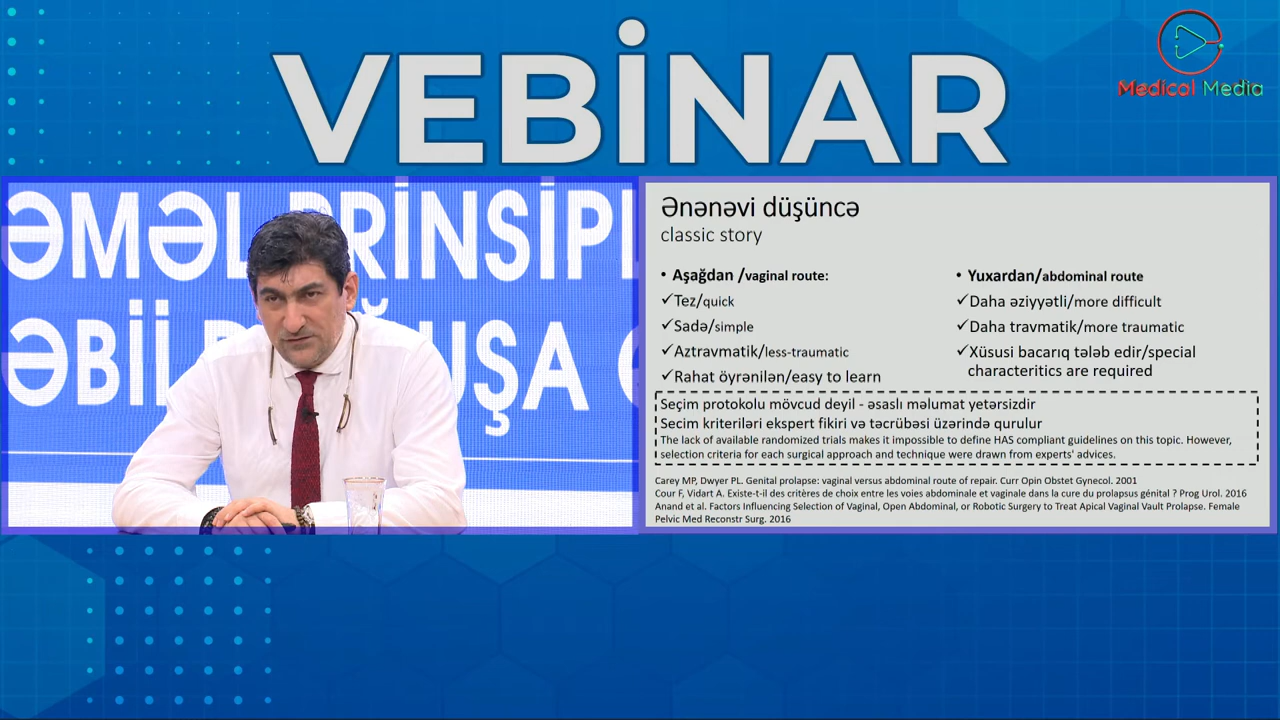 VEBİNAR
Medical Media
ƏMƏL PRİNSİP
ƏBİ
UŞA
Ənənəvi düşüncə
classic story
• Aşağdan /vaginal route:
✓Tez/quick
✓Sadə/simple
✓Aztravmatik/less-traumatic
✓Rahat öyrənilən/easy to learn
• Yuxardan/abdominal route
✓Daha əziyyətli/more difficult
✓Daha travmatik/more traumatic
✓Xüsusi bacarıq tələb edir/special
characteritics are required
Seçim protokolu mövcud deyil - əsaslı məlumat yetərsizdir
Secim kriteriləri ekspert fikiri və təcrübəsi üzərində qurulur
The lack of available randomized trials makes it impossible to define HAS compliant guidelines on this topic. However,
selection criteria for each surgical approach and technique were drawn from experts' advices.
Carey MP, Dwyer PL. Genital prolapse: vaginal versus abdominal route of repair. Curr Opin Obstet Gynecol. 2001
Cour F, Vidart A. Existe-t-il des critères de choix entre les voies abdominale et vaginale dans la cure du prolapsus génital ? Prog Urol. 2016
Anand et al. Factors Influencing Selection of Vaginal, Open Abdominal, or Robotic Surgery to Treat Apical Vaginal Vault Prolapse. Female
Pelvic Med Reconstr Surg. 2016